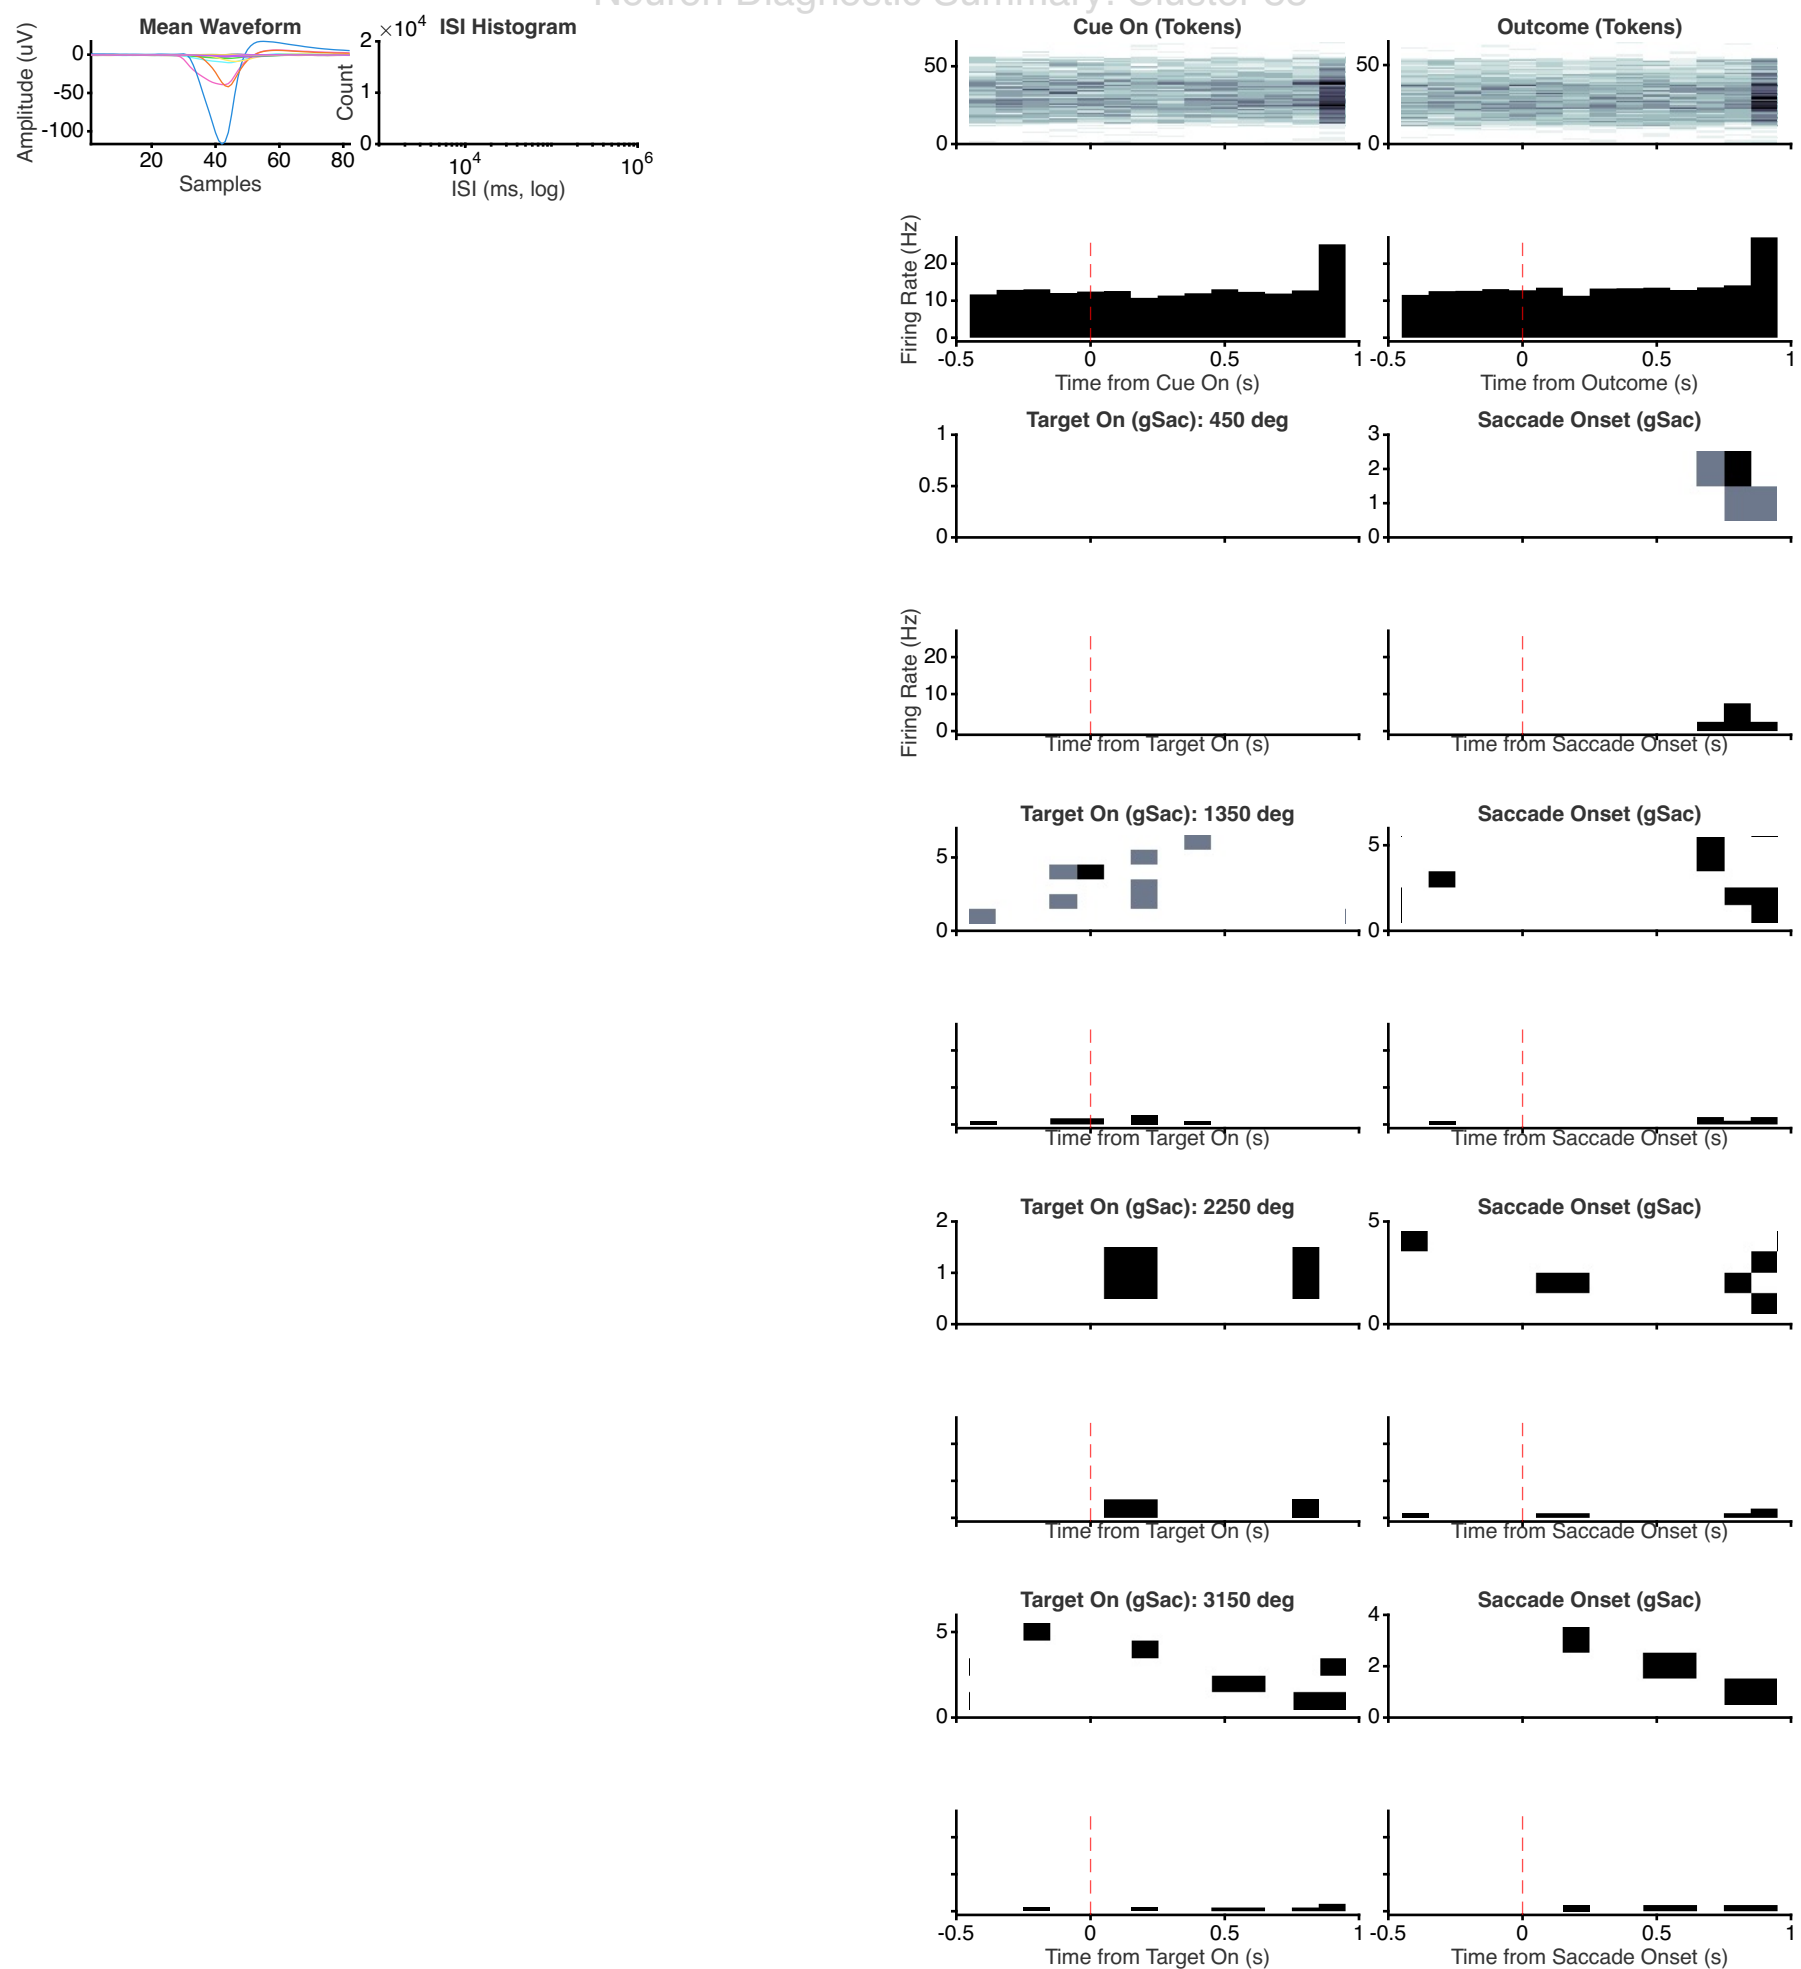 Neuron Diagnostic Summary: Cluster
Mean Waveform
Amplitude (uV)
0
-50
-100
20 40 60 80
Samples
ISI Histogram
×10⁴
Count
2
1
0
10⁴ 10⁶
ISI (ms, log)
Cue On (Tokens)
50
0
Outcome (Tokens)
50
0
Firing Rate (Hz)
20
10
0
-0.5 0 0.5 1
Time from Cue On (s)
-0.5 0 0.5 1
Time from Outcome (s)
Target On (gSac): 450 deg
1
0.5
0
Saccade Onset (gSac)
3
2
1
0
Firing Rate (Hz)
20
10
0
Time from Target On (s)
Time from Saccade Onset (s)
Target On (gSac): 1350 deg
5
0
Saccade Onset (gSac)
5
0
Time from Target On (s)
Time from Saccade Onset (s)
Target On (gSac): 2250 deg
2
1
0
Saccade Onset (gSac)
5
0
Time from Target On (s)
Time from Saccade Onset (s)
Target On (gSac): 3150 deg
5
0
Saccade Onset (gSac)
4
2
0
-0.5 0 0.5 1
Time from Target On (s)
-0.5 0 0.5 1
Time from Saccade Onset (s)